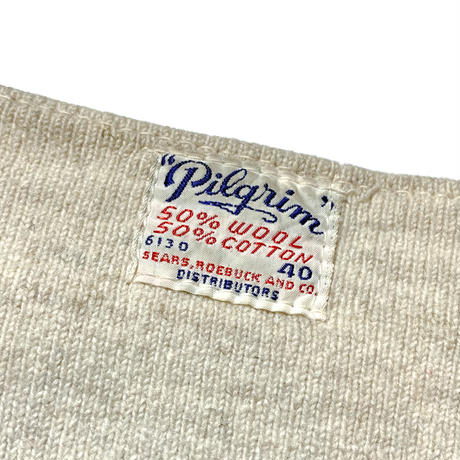 "Pilgrim"
50% WOOL
50% COTTON
6130 40
SEARS, ROEBUCK AND CO.
DISTRIBUTORS